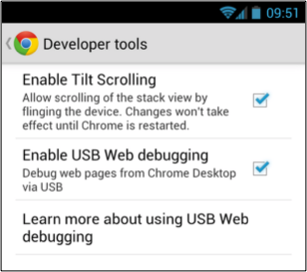 09:51
Developer tools
Enable Tilt Scrolling
Allow scrolling of the stack view by
flinging the device. Changes won't take
effect until Chrome is restarted.
Enable USB Web debugging
Debug web pages from Chrome Desktop
via USB
Learn more about using USB Web
debugging